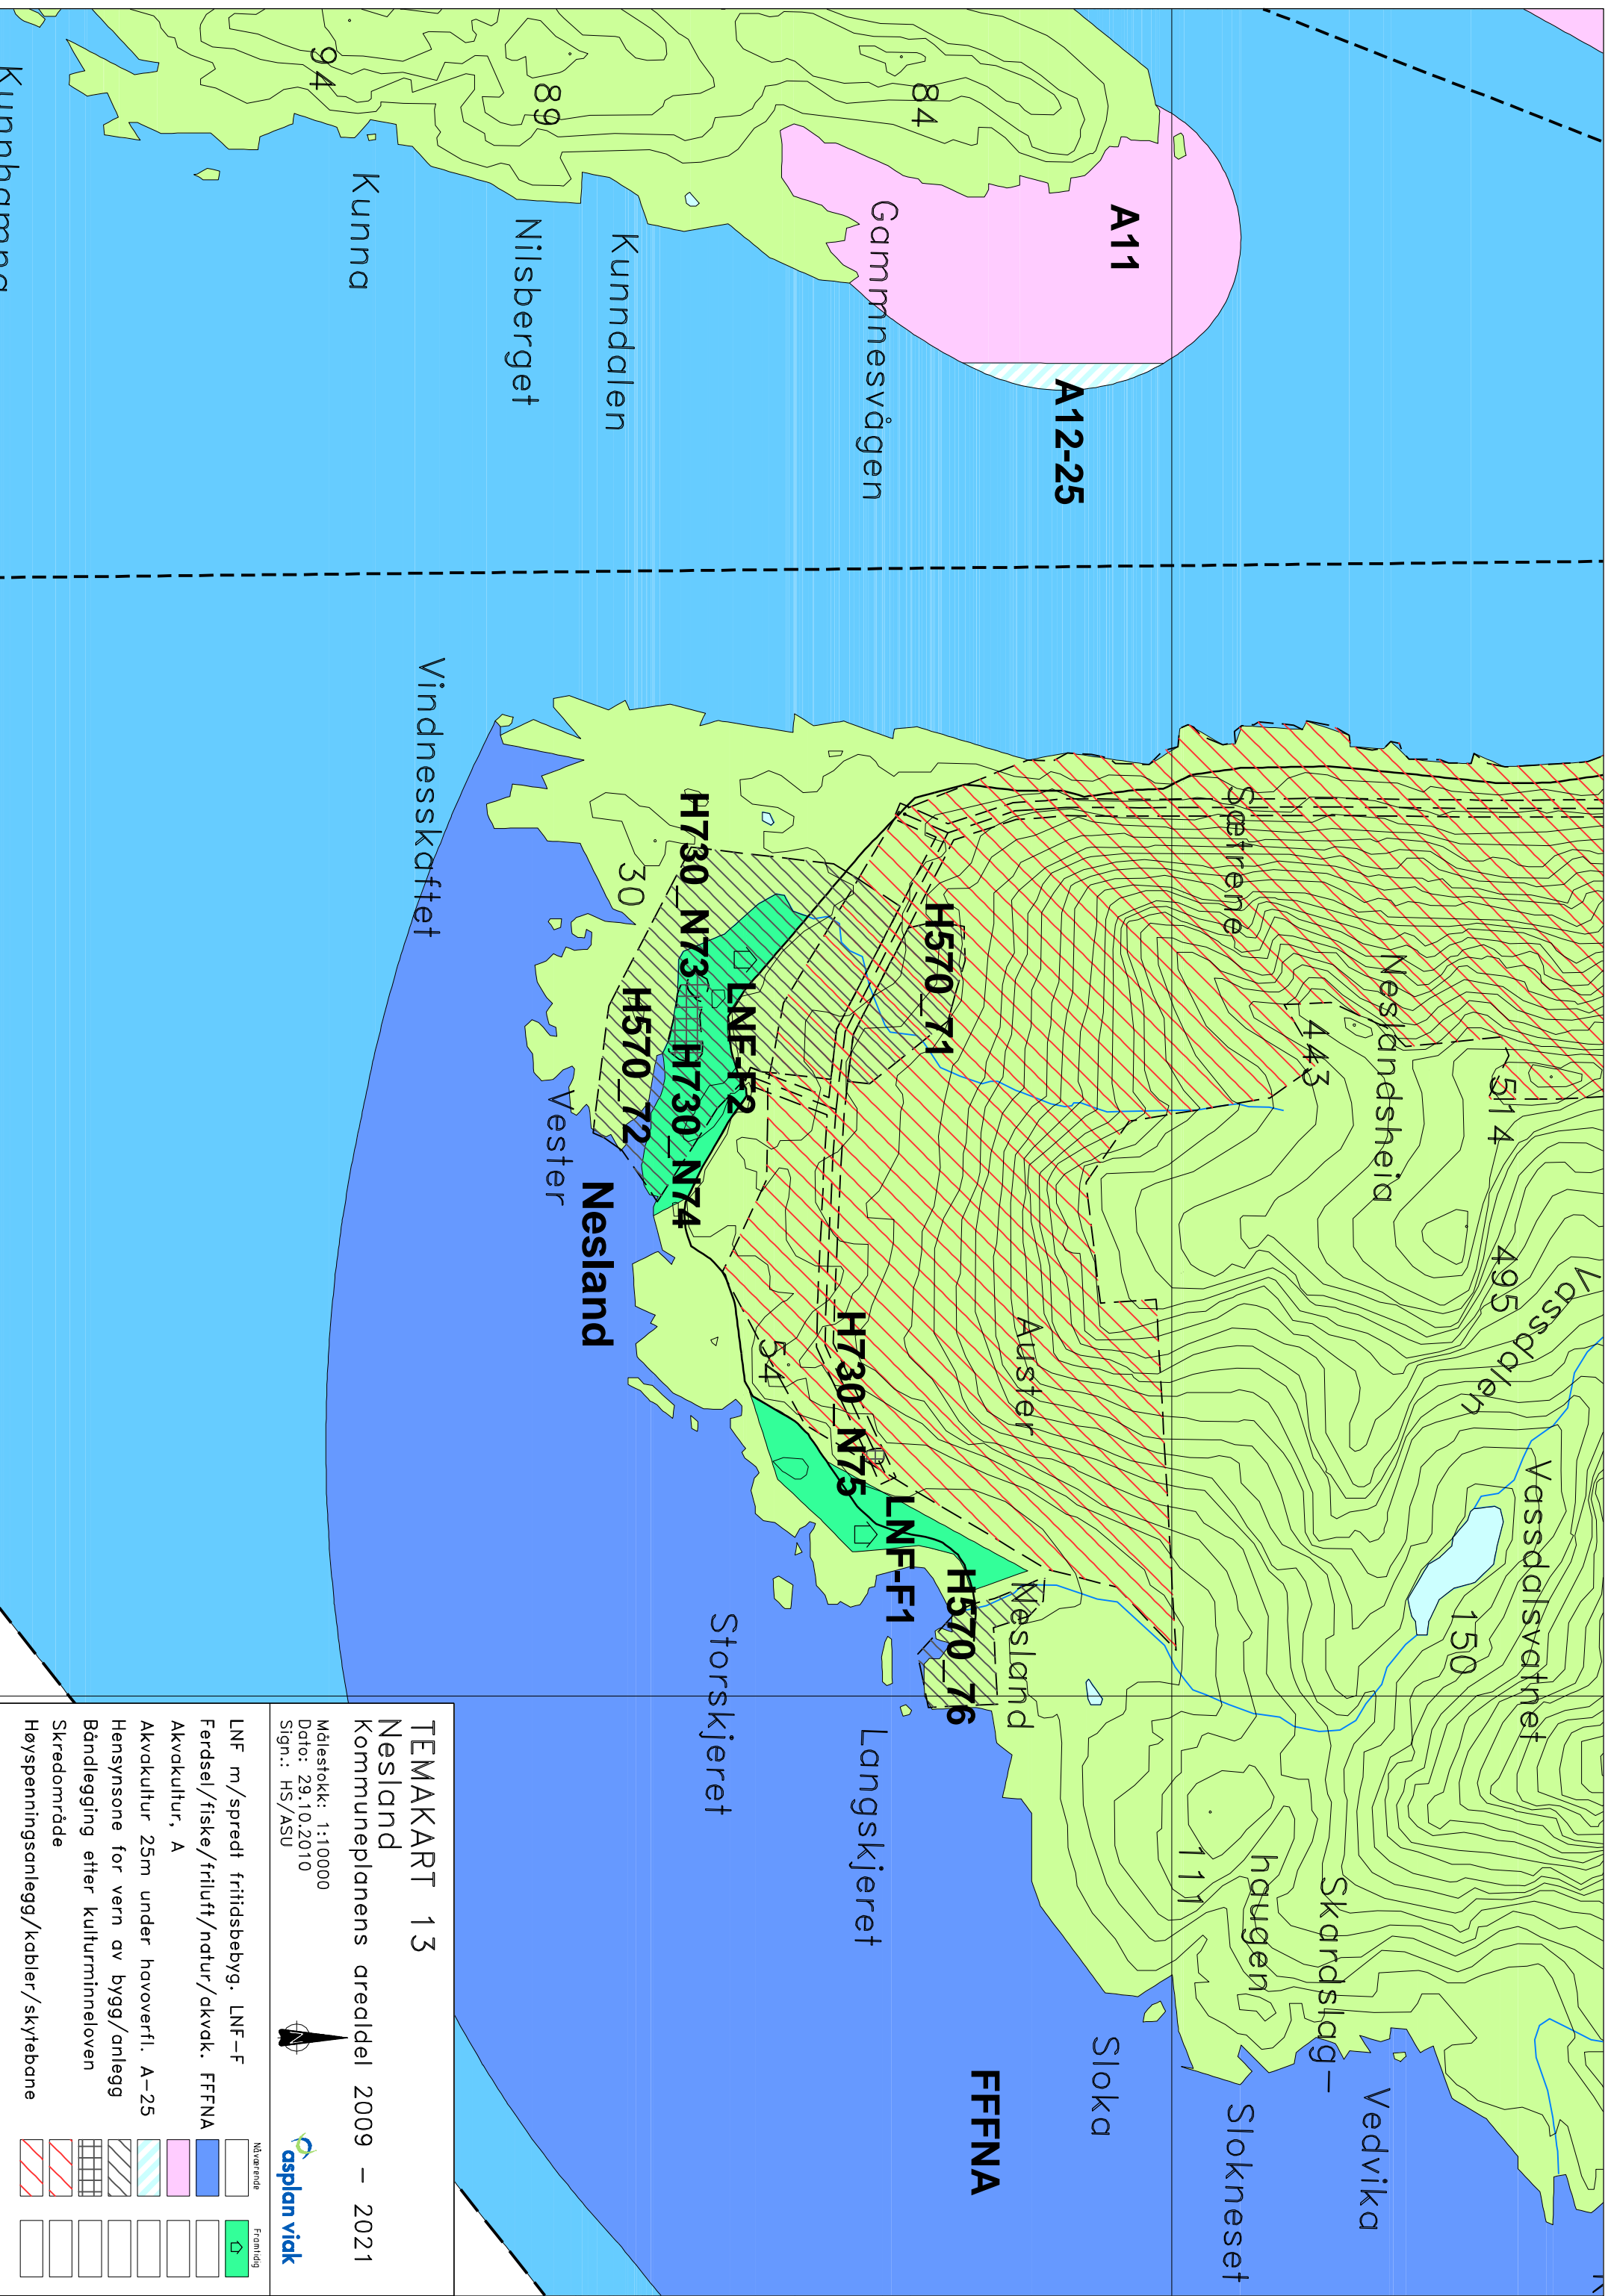 Kunnhamna
94
89
84
Kunna
Nilsberget
Kunndalen
Gammnesvågen
A11
A12-25
Vindnesskaftet
Sætrene
Neslandsheia
443
514
495
Vassdalen
Vassdalsvatnet
150
30
H730_N73
H570_71
LNF-F2
H570_72
H730_N74
Vester
Nesland
54
Auster
H730_N75
LNF-F1
H570_76
Nesland
Storskjeret
Langskjeret
111
haugen
Skardslag-
Sloka
Slokneset
Vedvika
FFFNA
TEMAKART 13
Nesland
Kommuneplanens arealdel 2009 - 2021
Målestokk: 1:10000
Dato: 29.10.2010
Sign.: HS/ASU
N
asplan viak
Nåværende Framtidig
LNF m/spredt fritidsbebyg. LNF-F
Ferdsel/fiske/friluft/natur/akvak. FFFNA
Akvakultur, A
Akvakultur 25m under havoverfl. A-25
Hensynsone for vern av bygg/anlegg
Båndlegging etter kulturminneloven
Skredområde
Høyspenningsanlegg/kabler/skytebane